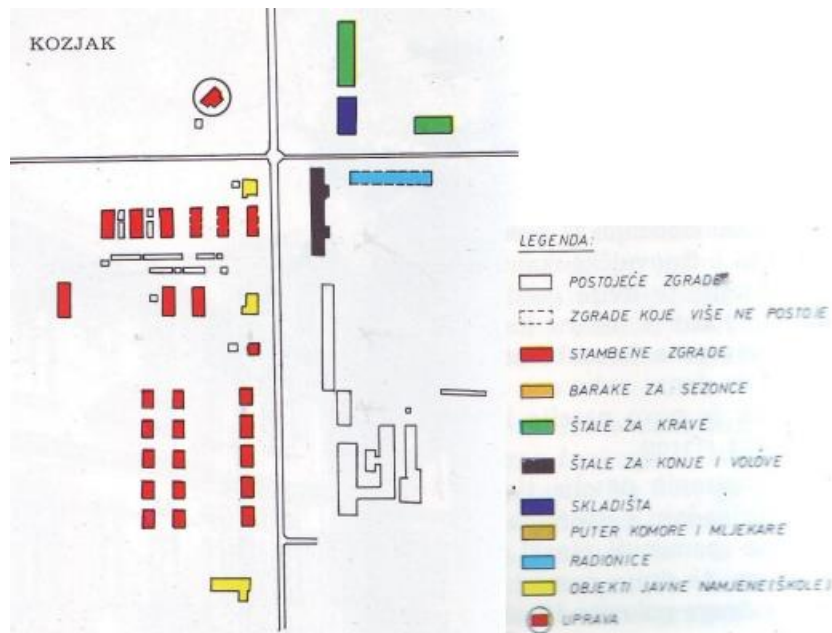 KOZJAK
LEGENDA:
POSTOJEĆE ZGRADE
ZGRADE KOJE VIŠE NE POSTOJE
STAMBENE ZGRADE
BARAKE ZA SEZONCE
ŠTALE ZA KRAVE
ŠTALE ZA KONJE I VOLOVE
SKLADIŠTA
PUTER KOMORE I MLJEKARE
RADIONICE
OBJEKTI JAVNE NAMJENE (ŠKOLE)
UPRAVA